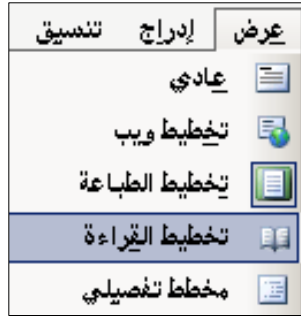 عرض إدراج تنسيق
عادي
تخطيط ويب
تخطيط الطباعة
تخطيط القراءة
مخطط تفصيلي